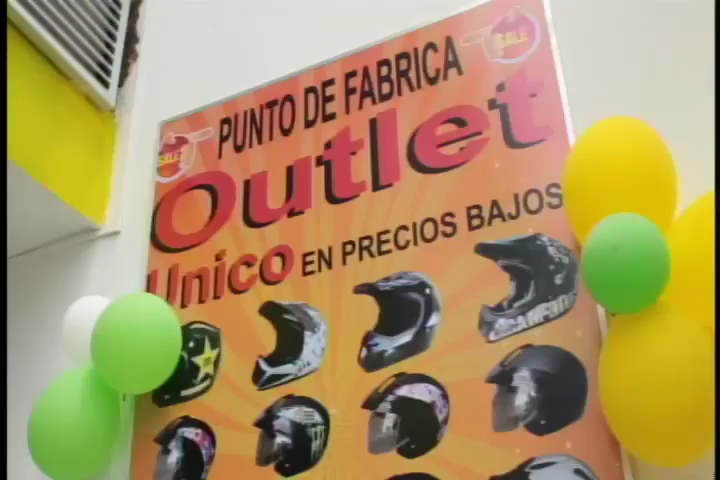 PUNTO DE FABRICA
SALE
SALE
Outlet
Unico EN PRECIOS BAJOS